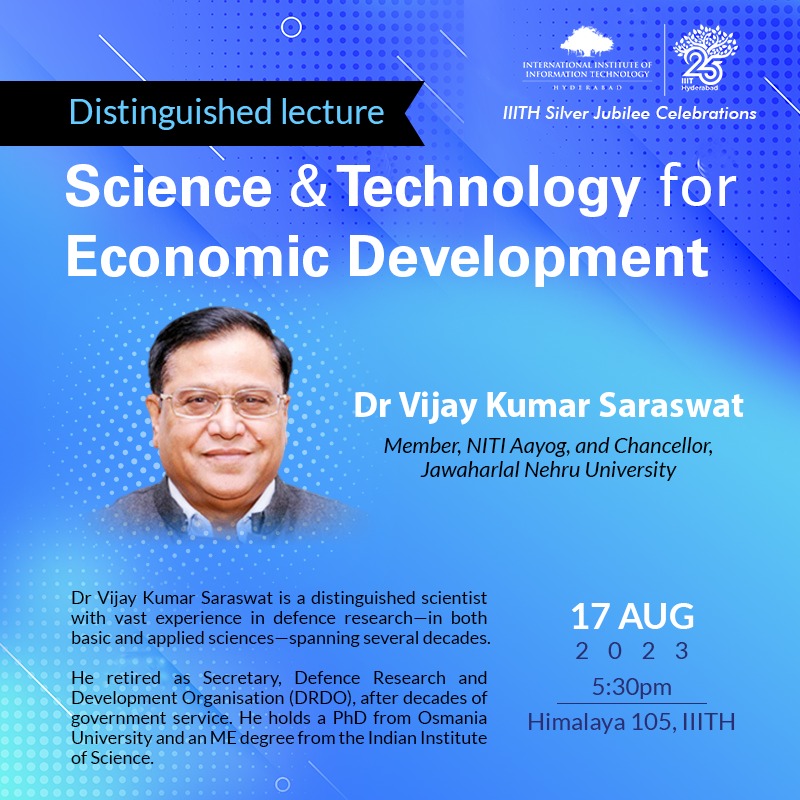 INTERNATIONAL INSTITUTE OF
INFORMATION TECHNOLOGY
HYDERABAD
25
IIIT
Hyderabad
IIITH Silver Jubilee Celebrations
Distinguished lecture
Science & Technology for
Economic Development
Dr Vijay Kumar Saraswat
Member, NITI Aayog, and Chancellor,
Jawaharlal Nehru University
Dr Vijay Kumar Saraswat is a distinguished scientist
with vast experience in defence research—in both
basic and applied sciences—spanning several decades.
He retired as Secretary, Defence Research and
Development Organisation (DRDO), after decades of
government service. He holds a PhD from Osmania
University and an ME degree from the Indian Institute
of Science.
17 AUG
2023
5:30pm
Himalaya 105, IIITH